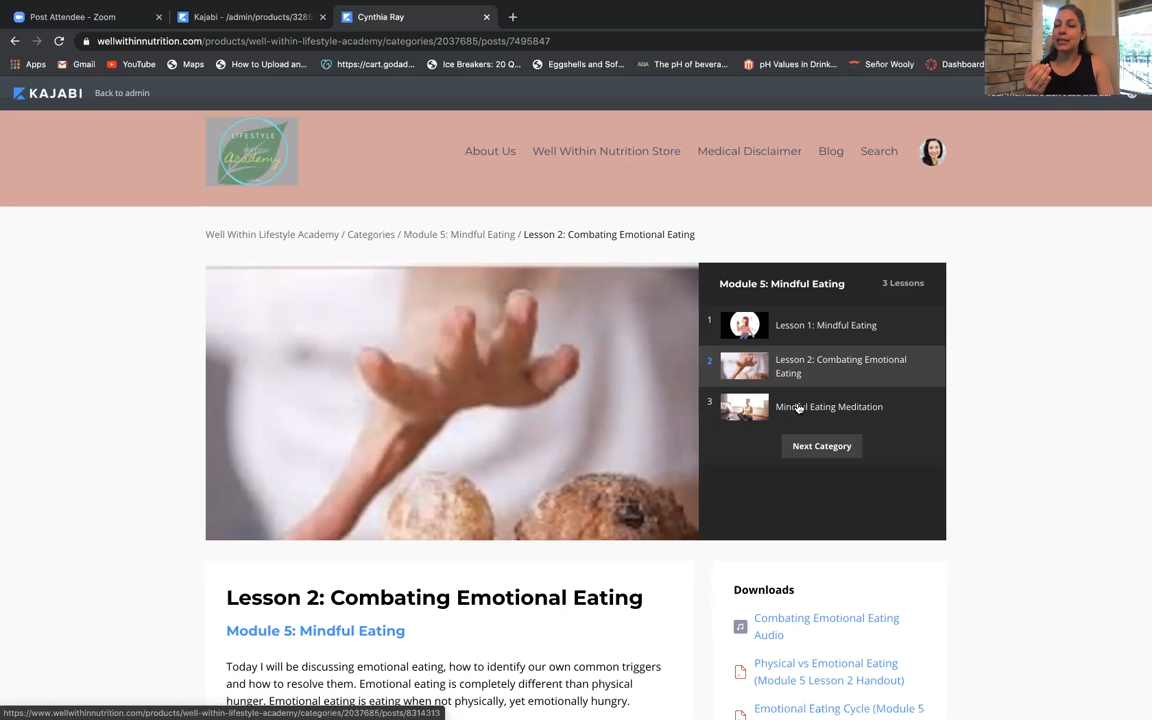 Post Attendee - Zoom
Kajabi - /admin/products/3288
Cynthia Ray
wellwithinnutrition.com/products/well-within-lifestyle-academy/categories/2037685/posts/7495847
Apps
Gmail
YouTube
Maps
How to Upload an...
https://cart.godad...
Ice Breakers: 20 Q...
Eggshells and Sof...
ADA
The pH of bevera...
pH Values in Drink...
Señor Wooly
Dashboard
KAJABI
Back to admin
LIFESTYLE
Academy
About Us
Well Within Nutrition Store
Medical Disclaimer
Blog
Search
Well Within Lifestyle Academy / Categories / Module 5: Mindful Eating / Lesson 2: Combating Emotional Eating
Module 5: Mindful Eating
3 Lessons
1
Lesson 1: Mindful Eating
2
Lesson 2: Combating Emotional
Eating
3
Mindful Eating Meditation
Next Category
Lesson 2: Combating Emotional Eating
Module 5: Mindful Eating
Today I will be discussing emotional eating, how to identify our own common triggers
and how to resolve them. Emotional eating is completely different than physical
hunger. Emotional eating is eating when not physically, yet emotionally hungry.
Downloads
Combating Emotional Eating
Audio
Physical vs Emotional Eating
(Module 5 Lesson 2 Handout)
Emotional Eating Cycle (Module 5
https://www.wellwithinnutrition.com/products/well-within-lifestyle-academy/categories/2037685/posts/8314313